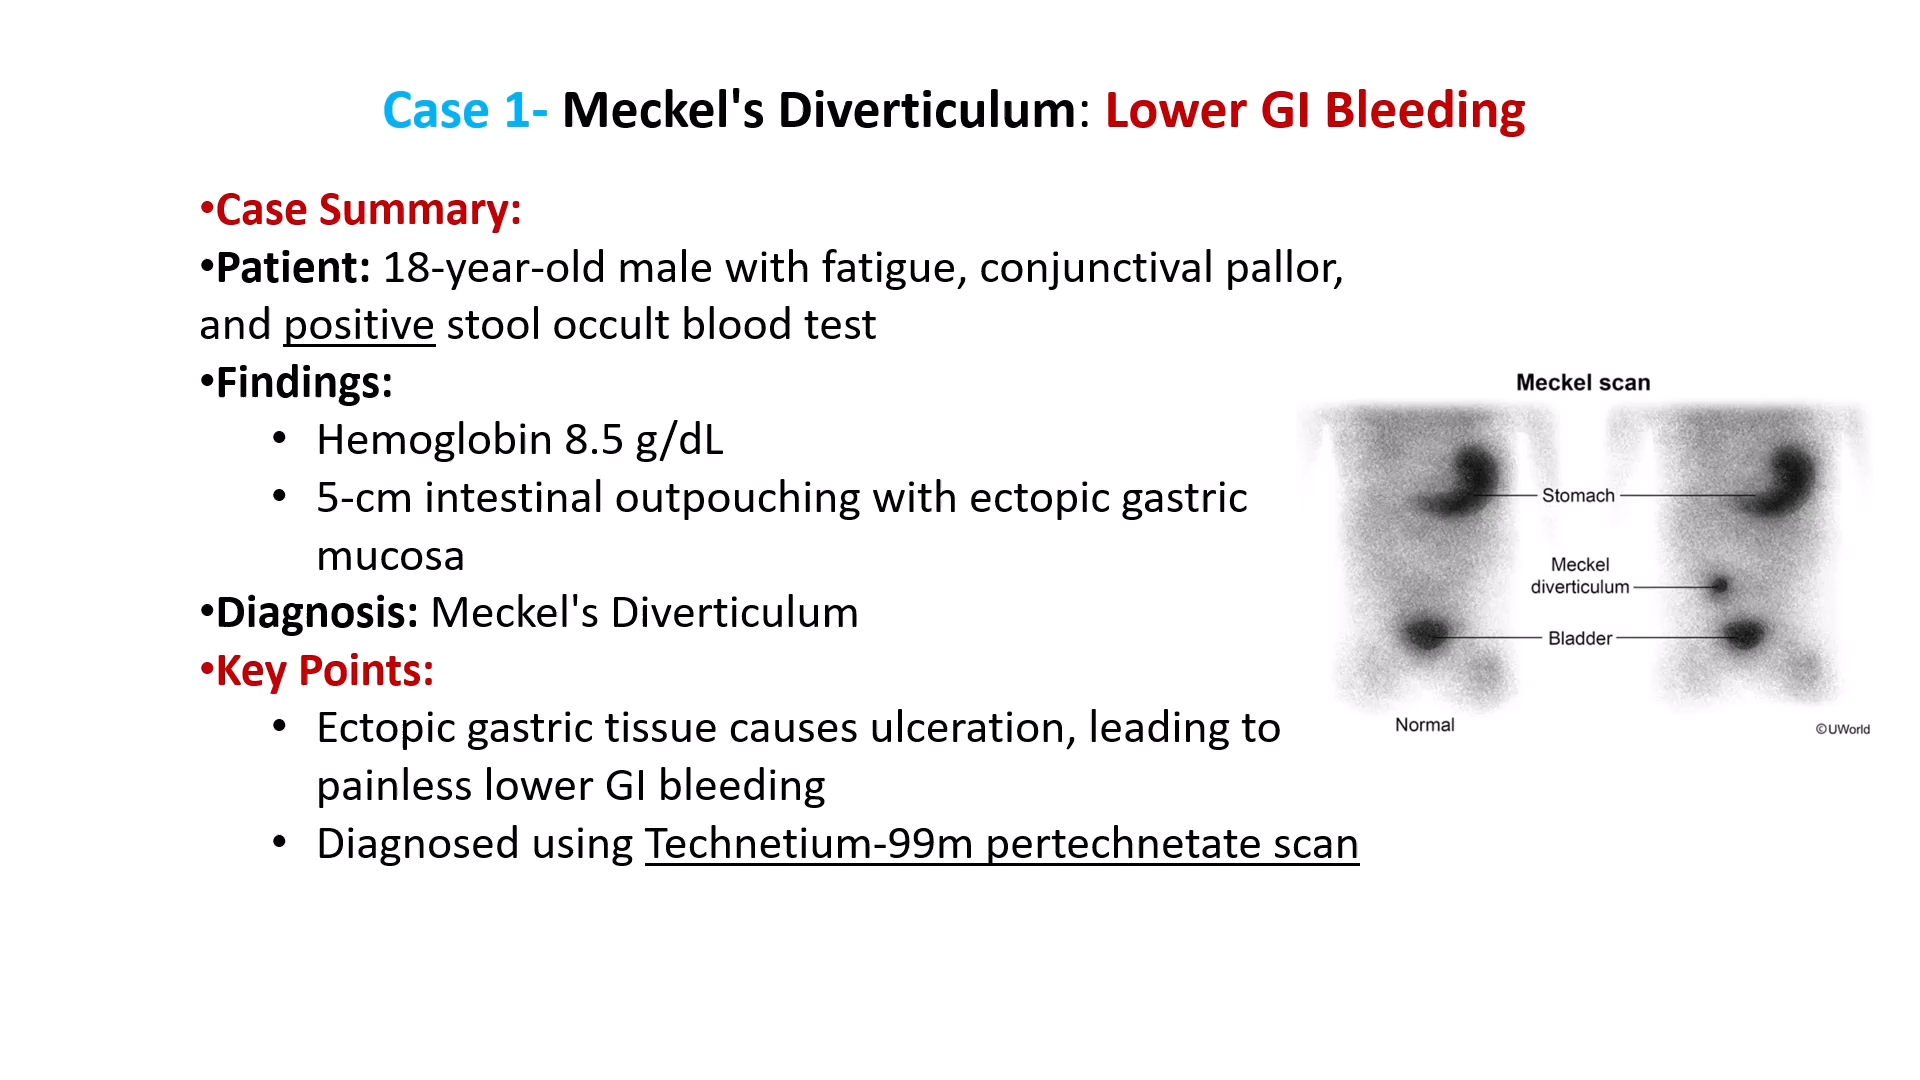 Case 1- Meckel's Diverticulum: Lower GI Bleeding
•Case Summary:
•Patient: 18-year-old male with fatigue, conjunctival pallor,
and positive stool occult blood test
•Findings:
• Hemoglobin 8.5 g/dL
• 5-cm intestinal outpouching with ectopic gastric
mucosa
•Diagnosis: Meckel's Diverticulum
•Key Points:
• Ectopic gastric tissue causes ulceration, leading to
painless lower GI bleeding
• Diagnosed using Technetium-99m pertechnetate scan
Meckel scan
Stomach
Meckel
diverticulum
Bladder
Normal
©UWorld